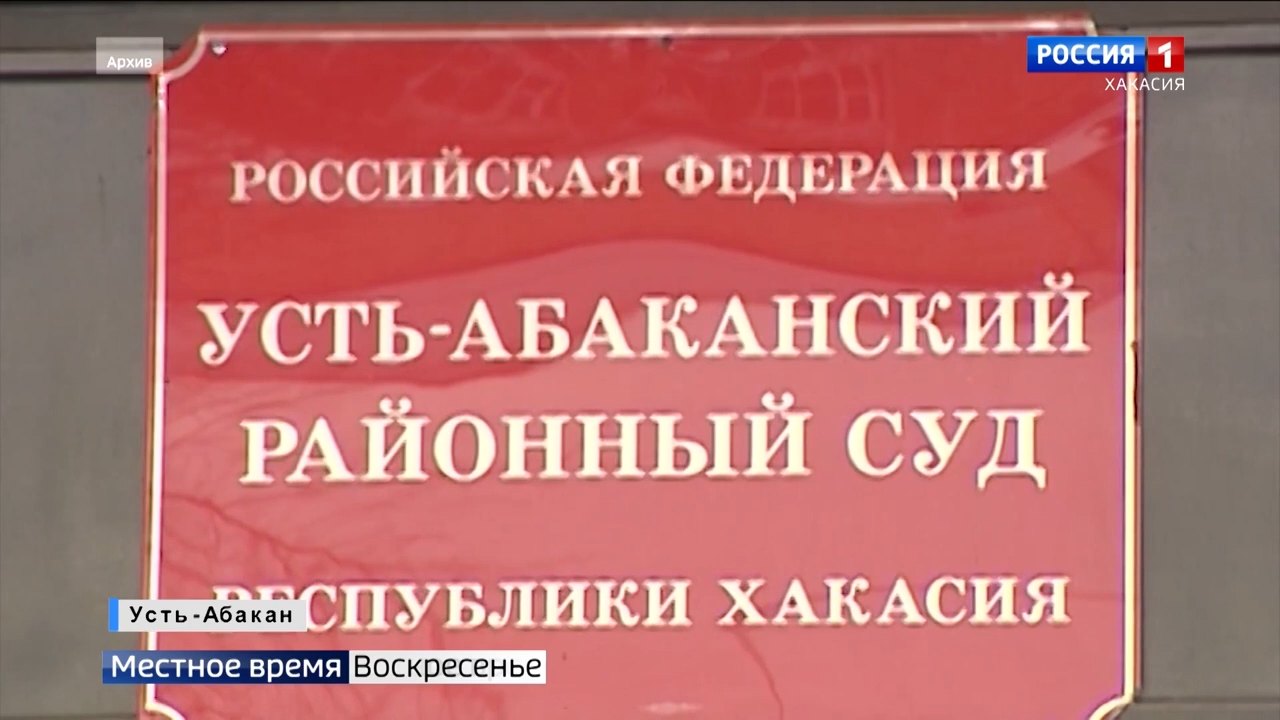 Архив
РОССИЯ 1
ХАКАСИЯ
РОССИЙСКАЯ ФЕДЕРАЦИЯ
УСТЬ-АБАКАНСКИЙ
РАЙОННЫЙ СУД
РЕСПУБЛИКИ ХАКАСИЯ
Усть-Абакан
Местное время Воскресенье